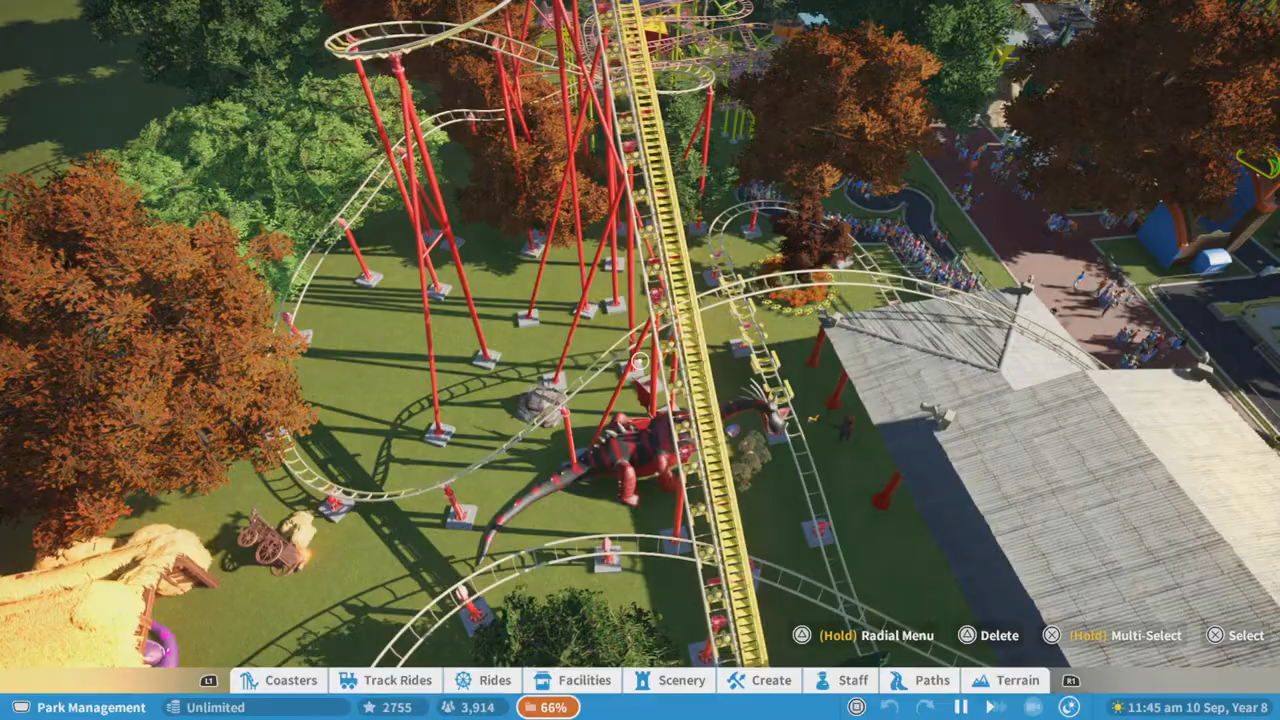 (Hold) Radial Menu Delete (Hold) Multi-Select Select
L1 Coasters Track Rides Rides Facilities Scenery Create Staff Paths Terrain R1
Park Management Unlimited 2755 3,914 66% 11:45 am 10 Sep, Year 8